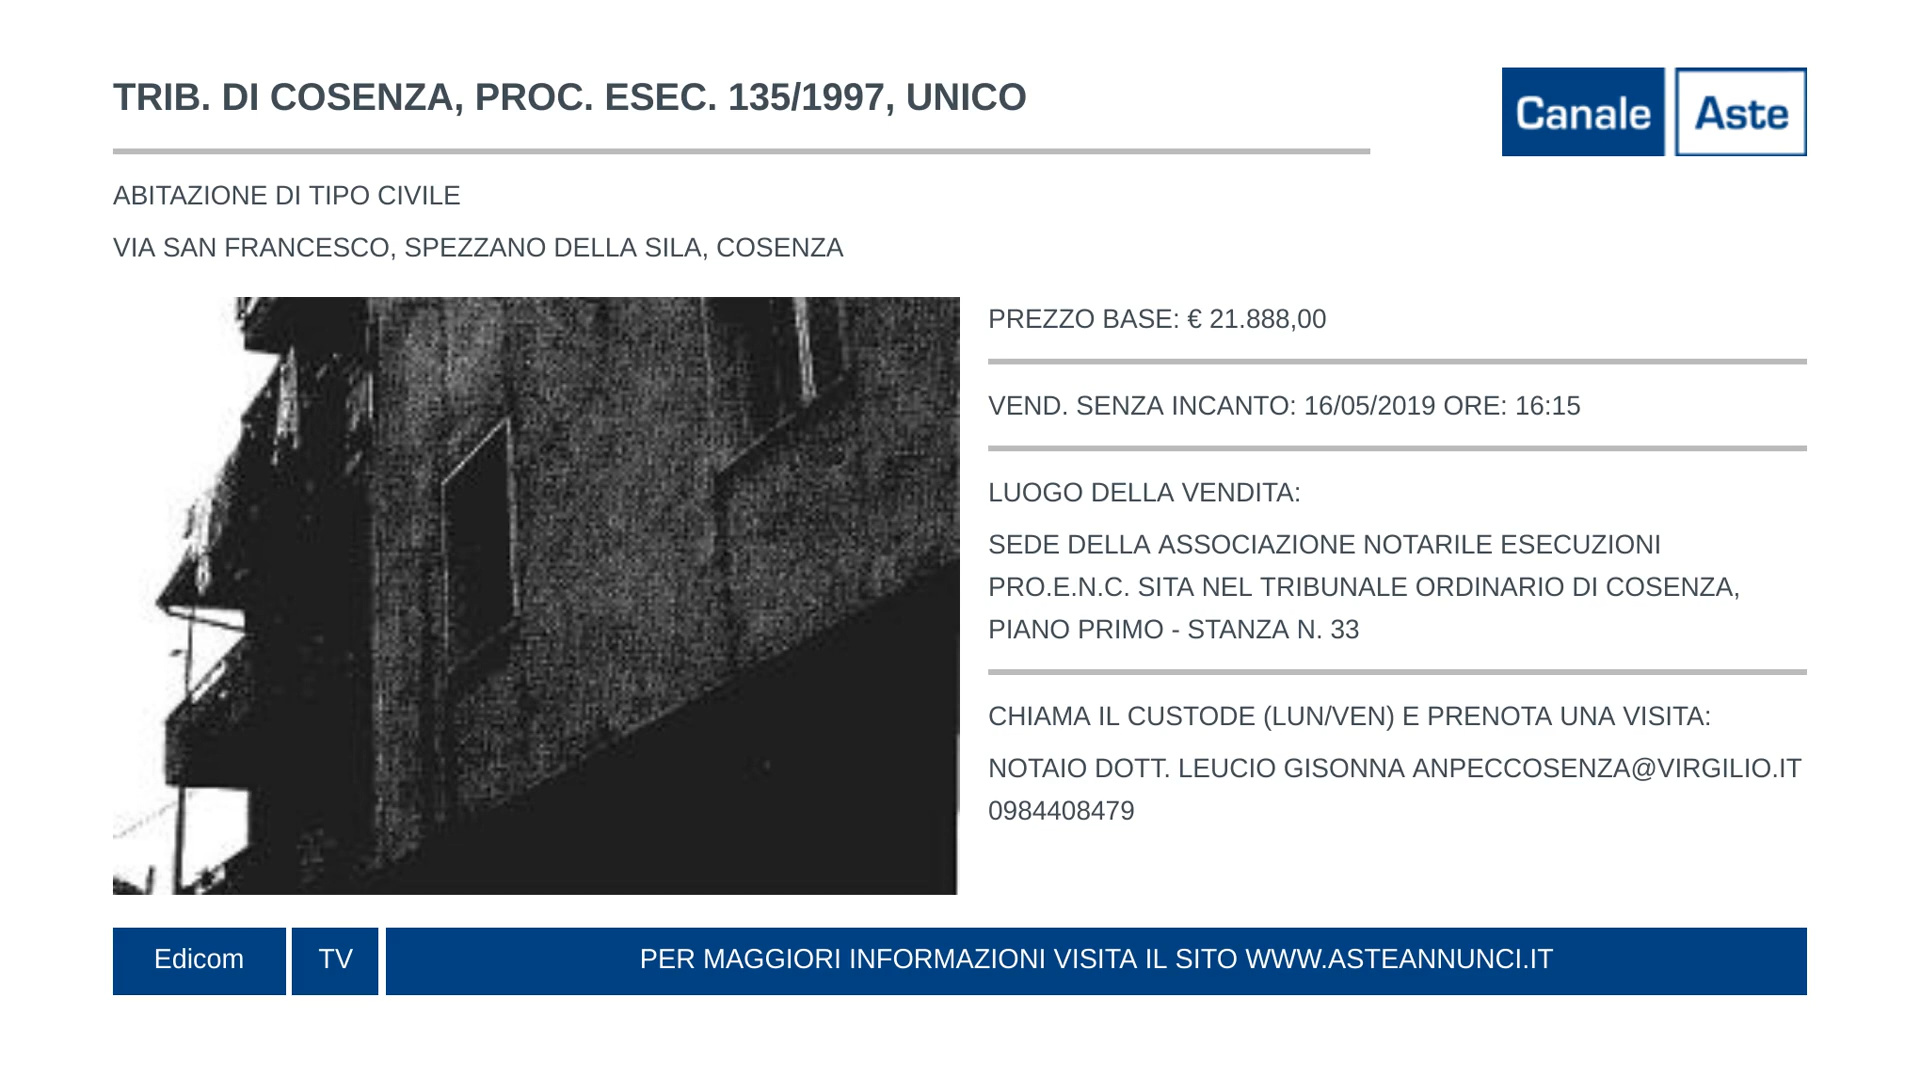 TRIB. DI COSENZA, PROC. ESEC. 135/1997, UNICO
Canale Aste
ABITAZIONE DI TIPO CIVILE
VIA SAN FRANCESCO, SPEZZANO DELLA SILA, COSENZA
PREZZO BASE: € 21.888,00
VEND. SENZA INCANTO: 16/05/2019 ORE: 16:15
LUOGO DELLA VENDITA:
SEDE DELLA ASSOCIAZIONE NOTARILE ESECUZIONI
PRO.E.N.C. SITA NEL TRIBUNALE ORDINARIO DI COSENZA,
PIANO PRIMO - STANZA N. 33
CHIAMA IL CUSTODE (LUN/VEN) E PRENOTA UNA VISITA:
NOTAIO DOTT. LEUCIO GISONNA ANPECCOSENZA@VIRGILIO.IT
0984408479
Edicom TV PER MAGGIORI INFORMAZIONI VISITA IL SITO WWW.ASTEANNUNCI.IT